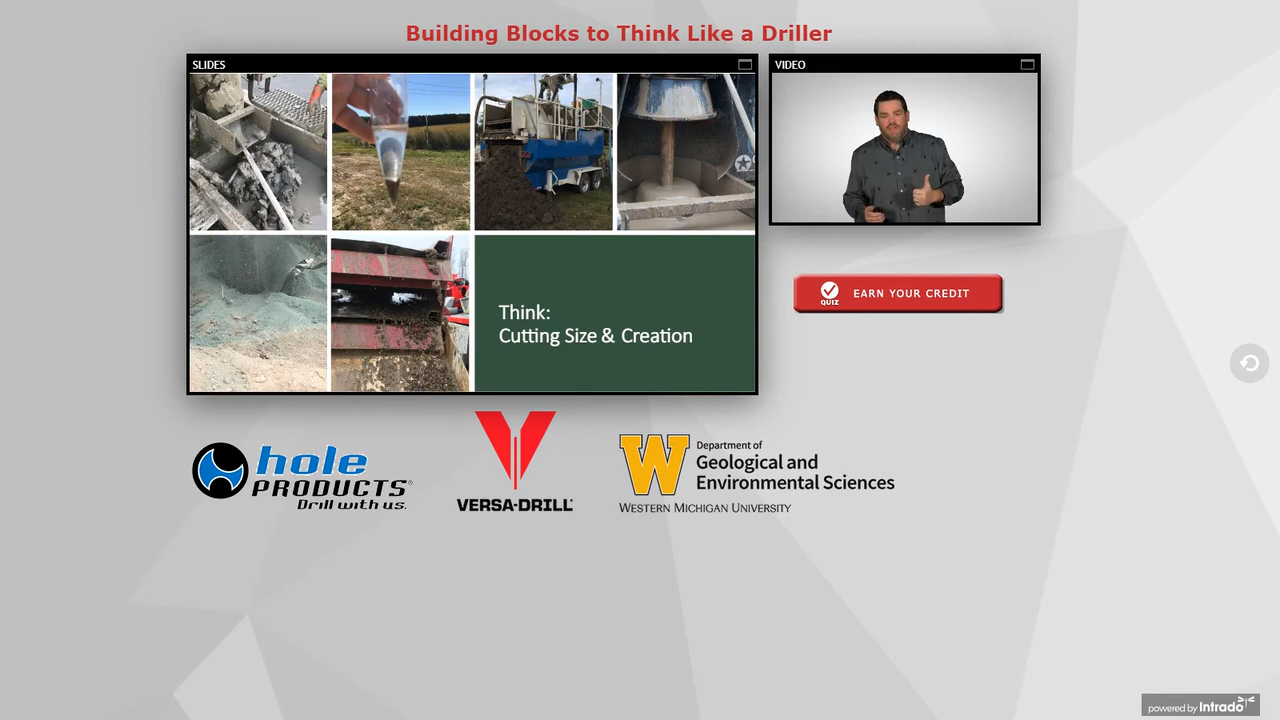 Building Blocks to Think Like a Driller
SLIDES
VIDEO
Think:
Cutting Size & Creation
QUIZ
EARN YOUR CREDIT
hole
PRODUCTS®
Drill with us.
VERSA-DRILL®
W
Department of
Geological and
Environmental Sciences
WESTERN MICHIGAN UNIVERSITY
powered by Intrado